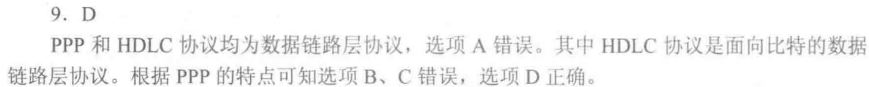 9. D
PPP 和 HDLC 协议均为数据链路层协议，选项 A 错误。其中 HDLC 协议是面向比特的数据
链路层协议。根据 PPP 的特点可知选项 B、C 错误，选项 D 正确。